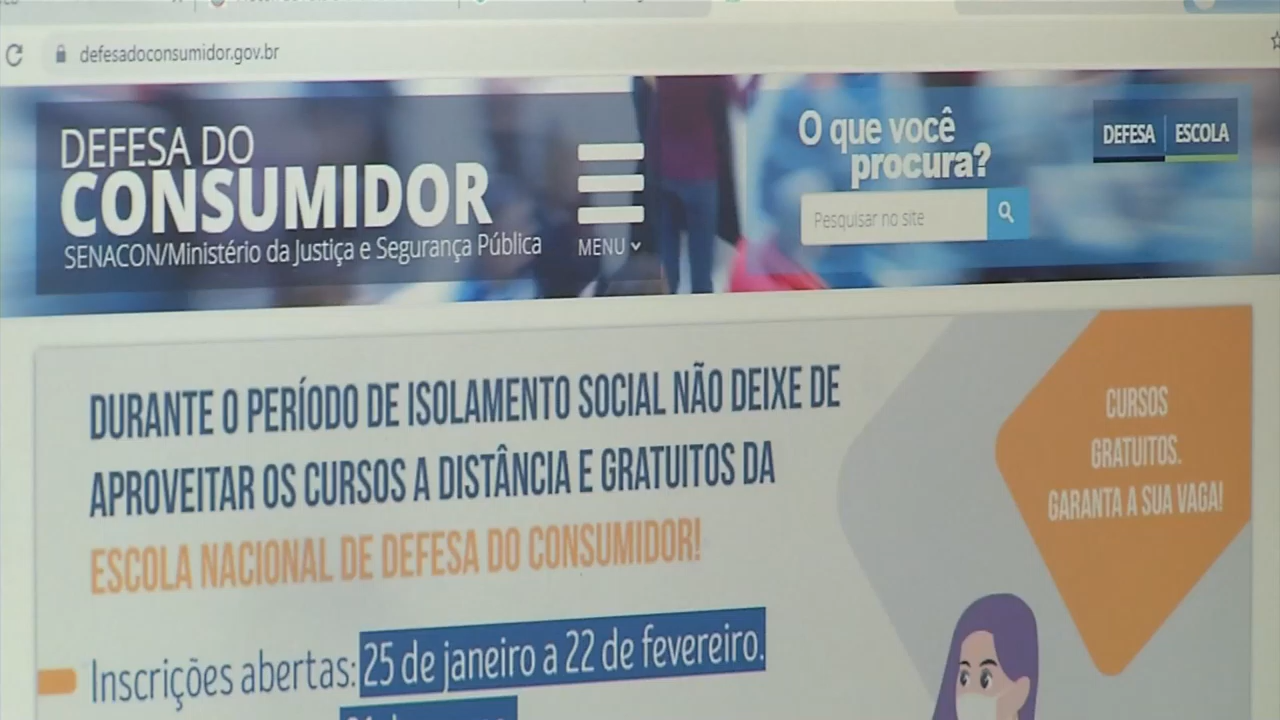 defesadoconsumidor.gov.br
DEFESA DO
CONSUMIDOR
SENACON/Ministério da Justiça e Segurança Pública
MENU
O que você
procura?
Pesquisar no site
DEFESA
ESCOLA
DURANTE O PERÍODO DE ISOLAMENTO SOCIAL NÃO DEIXE DE
APROVEITAR OS CURSOS A DISTÂNCIA E GRATUITOS DA
ESCOLA NACIONAL DE DEFESA DO CONSUMIDOR!
CURSOS
GRATUITOS.
GARANTA A SUA VAGA!
Inscrições abertas: 25 de janeiro a 22 de fevereiro.